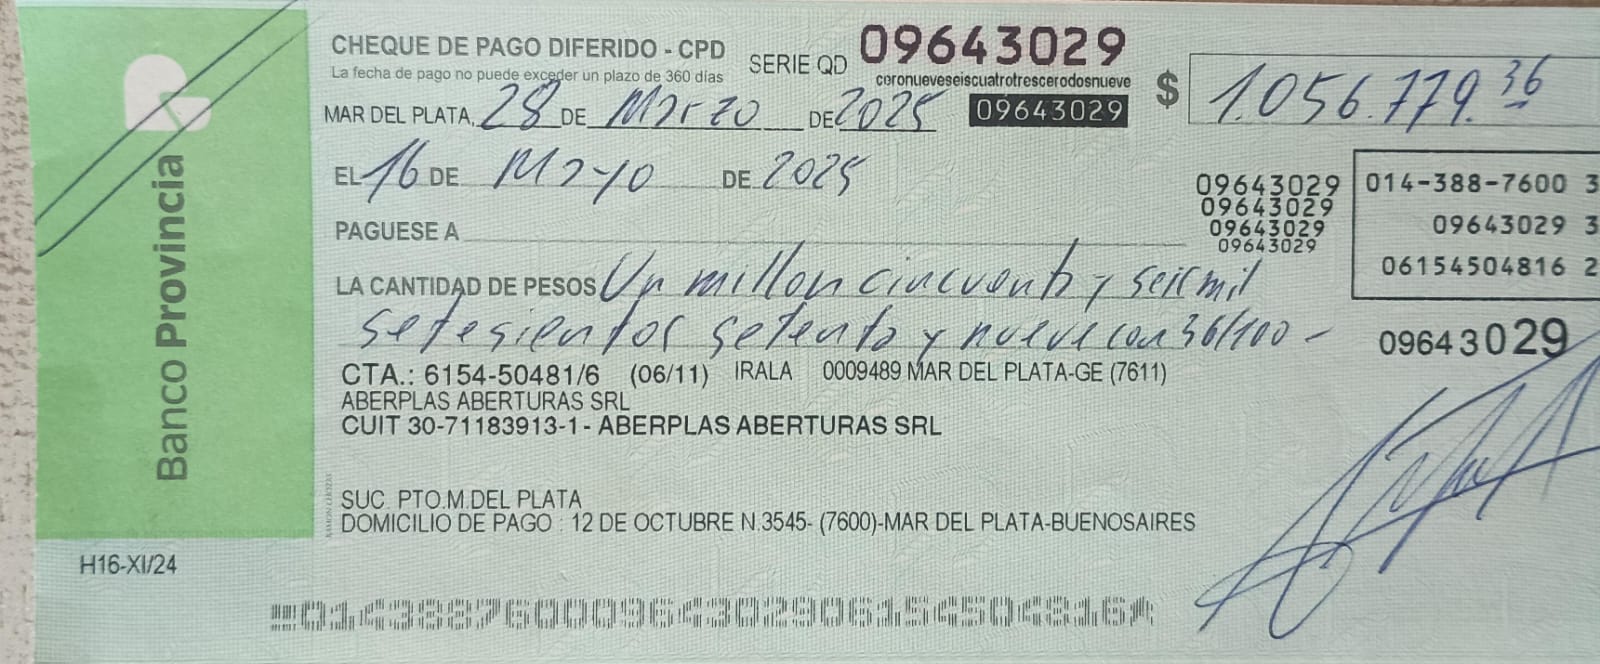 Banco Provincia
CHEQUE DE PAGO DIFERIDO - CPD
La fecha de pago no puede exceder un plazo de 360 días
SERIE QD 09643029
ceronueveseiscuatrotrescerodosnueve
09643029
$ 1.056.779.36
MAR DEL PLATA, 28 DE Marzo DE 2025
EL 16 DE Mayo DE 2025
09643029
09643029
09643029
09643029
014-388-7600 3
09643029 3
06154504816 2
PAGUESE A
LA CANTIDAD DE PESOS Un millon cincuenta y seis mil
setesientos setenta y nueve con 36/100 -
09643029
CTA.: 6154-50481/6 (06/11) IRALA 0009489 MAR DEL PLATA-GE (7611)
ABERPLAS ABERTURAS SRL
CUIT 30-71183913-1 - ABERPLAS ABERTURAS SRL
SUC. PTO.M.DEL PLATA
DOMICILIO DE PAGO : 12 DE OCTUBRE N.3545- (7600)-MAR DEL PLATA-BUENOSAIRES
H16-XI/24
01438876000964302906154504816A